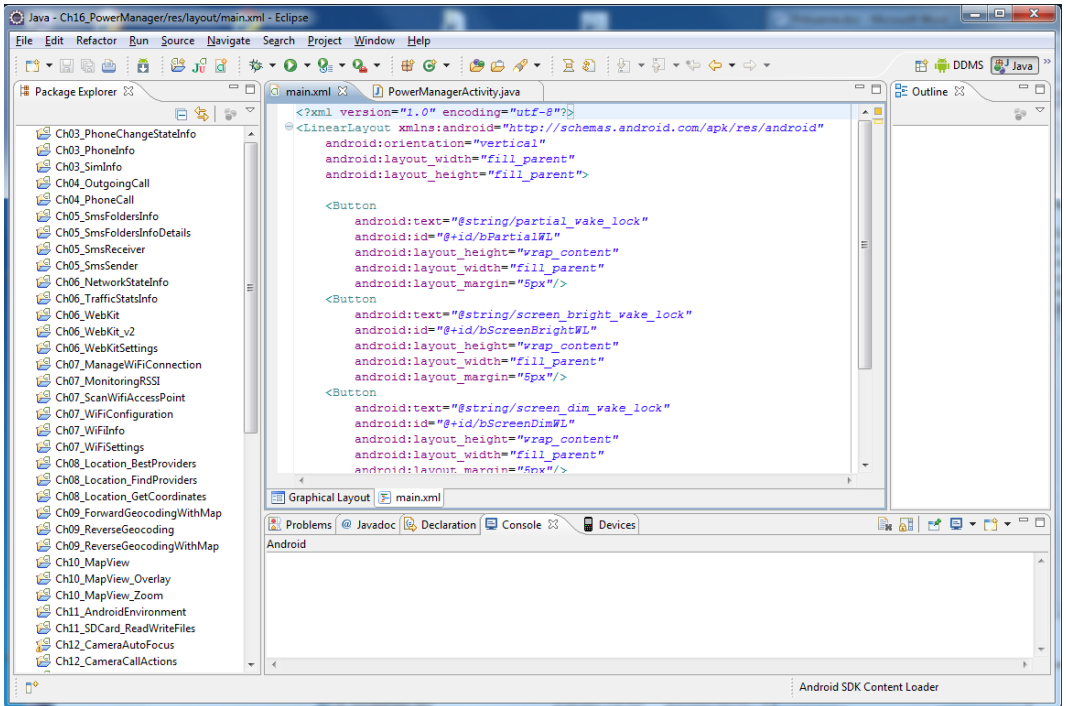 Java - Ch16_PowerManager/res/layout/main.xml - Eclipse
File Edit Refactor Run Source Navigate Search Project Window Help
DDMS Java »
Package Explorer
Ch03_PhoneChangeStateInfo
Ch03_PhoneInfo
Ch03_SimInfo
Ch04_OutgoingCall
Ch04_PhoneCall
Ch05_SmsFoldersInfo
Ch05_SmsFoldersInfoDetails
Ch05_SmsReceiver
Ch05_SmsSender
Ch06_NetworkStateInfo
Ch06_TrafficStatsInfo
Ch06_WebKit
Ch06_WebKit_v2
Ch06_WebKitSettings
Ch07_ManageWiFiConnection
Ch07_MonitoringRSSI
Ch07_ScanWifiAccessPoint
Ch07_WiFiConfiguration
Ch07_WiFiInfo
Ch07_WiFiSettings
Ch08_Location_BestProviders
Ch08_Location_FindProviders
Ch08_Location_GetCoordinates
Ch09_ForwardGeocodingWithMap
Ch09_ReverseGeocoding
Ch09_ReverseGeocodingWithMap
Ch10_MapView
Ch10_MapView_Overlay
Ch10_MapView_Zoom
Ch11_AndroidEnvironment
Ch11_SDCard_ReadWriteFiles
Ch12_CameraAutoFocus
Ch12_CameraCallActions
main.xml PowerManagerActivity.java
<?xml version="1.0" encoding="utf-8"?>
<LinearLayout xmlns:android="http://schemas.android.com/apk/res/android"
android:orientation="vertical"
android:layout_width="fill_parent"
android:layout_height="fill_parent">
<Button
android:text="@string/partial_wake_lock"
android:id="@+id/bPartialWL"
android:layout_height="wrap_content"
android:layout_width="fill_parent"
android:layout_margin="5px"/>
<Button
android:text="@string/screen_bright_wake_lock"
android:id="@+id/bScreenBrightWL"
android:layout_height="wrap_content"
android:layout_width="fill_parent"
android:layout_margin="5px"/>
<Button
android:text="@string/screen_dim_wake_lock"
android:id="@+id/bScreenDimWL"
android:layout_height="wrap_content"
android:layout_width="fill_parent"
android:layout_margin="5px"/>
Graphical Layout main.xml
Outline
Problems @ Javadoc Declaration Console Devices
Android
Android SDK Content Loader